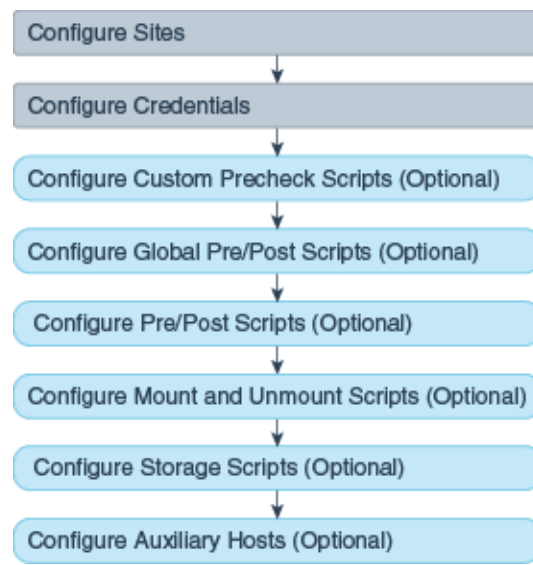 Configure Sites
Configure Credentials
Configure Custom Precheck Scripts (Optional)
Configure Global Pre/Post Scripts (Optional)
Configure Pre/Post Scripts (Optional)
Configure Mount and Unmount Scripts (Optional)
Configure Storage Scripts (Optional)
Configure Auxiliary Hosts (Optional)